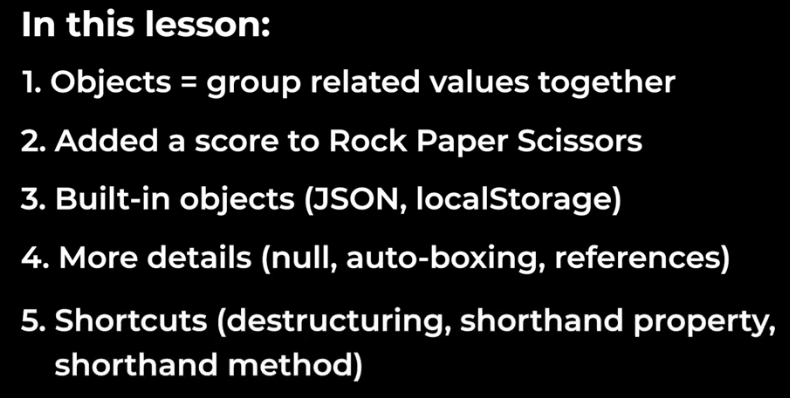 In this lesson:
1. Objects = group related values together
2. Added a score to Rock Paper Scissors
3. Built-in objects (JSON, localStorage)
4. More details (null, auto-boxing, references)
5. Shortcuts (destructuring, shorthand property,
shorthand method)